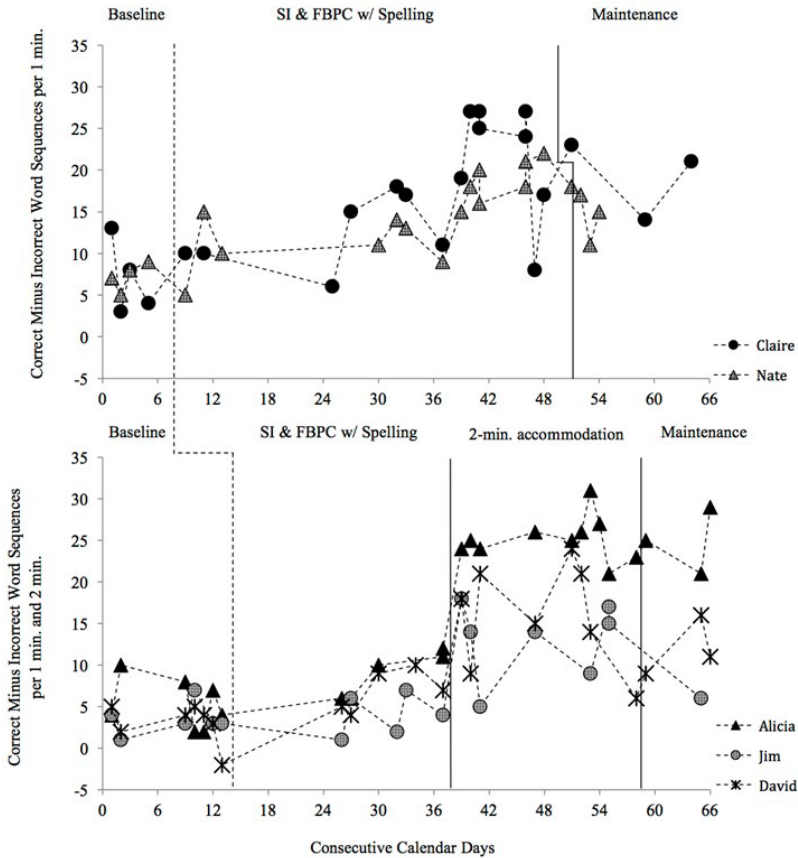 Baseline SI & FBPC w/ Spelling Maintenance
Correct Minus Incorrect Word Sequences per 1 min.
35
30
25
20
15
10
5
0
-5
0 6 12 18 24 30 36 42 48 54 60 66
Claire
Nate
Baseline SI & FBPC w/ Spelling 2-min. accommodation Maintenance
Correct Minus Incorrect Word Sequences
per 1 min. and 2 min.
35
30
25
20
15
10
5
0
-5
0 6 12 18 24 30 36 42 48 54 60 66
Alicia
Jim
David
Consecutive Calendar Days